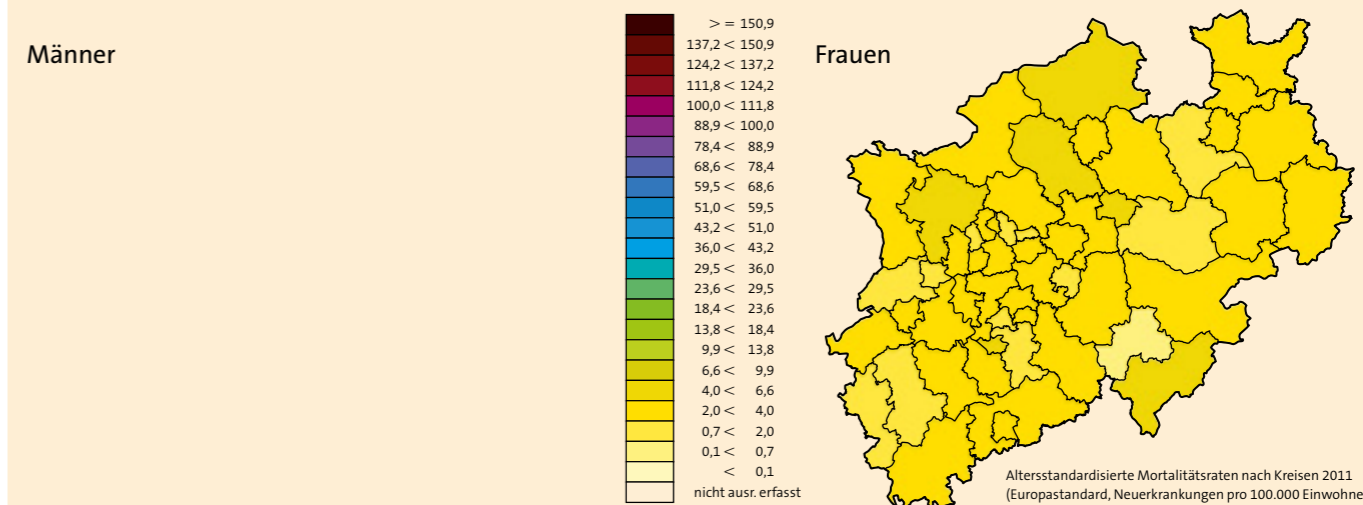 Männer
> = 150,9
137,2 < 150,9
124,2 < 137,2
111,8 < 124,2
100,0 < 111,8
88,9 < 100,0
78,4 < 88,9
68,6 < 78,4
59,5 < 68,6
51,0 < 59,5
43,2 < 51,0
36,0 < 43,2
29,5 < 36,0
23,6 < 29,5
18,4 < 23,6
13,8 < 18,4
9,9 < 13,8
6,6 < 9,9
4,0 < 6,6
2,0 < 4,0
0,7 < 2,0
0,1 < 0,7
< 0,1
nicht ausr. erfasst
Frauen
Altersstandardisierte Mortalitätsraten nach Kreisen 2011
(Europastandard, Neuerkrankungen pro 100.000 Einwohne